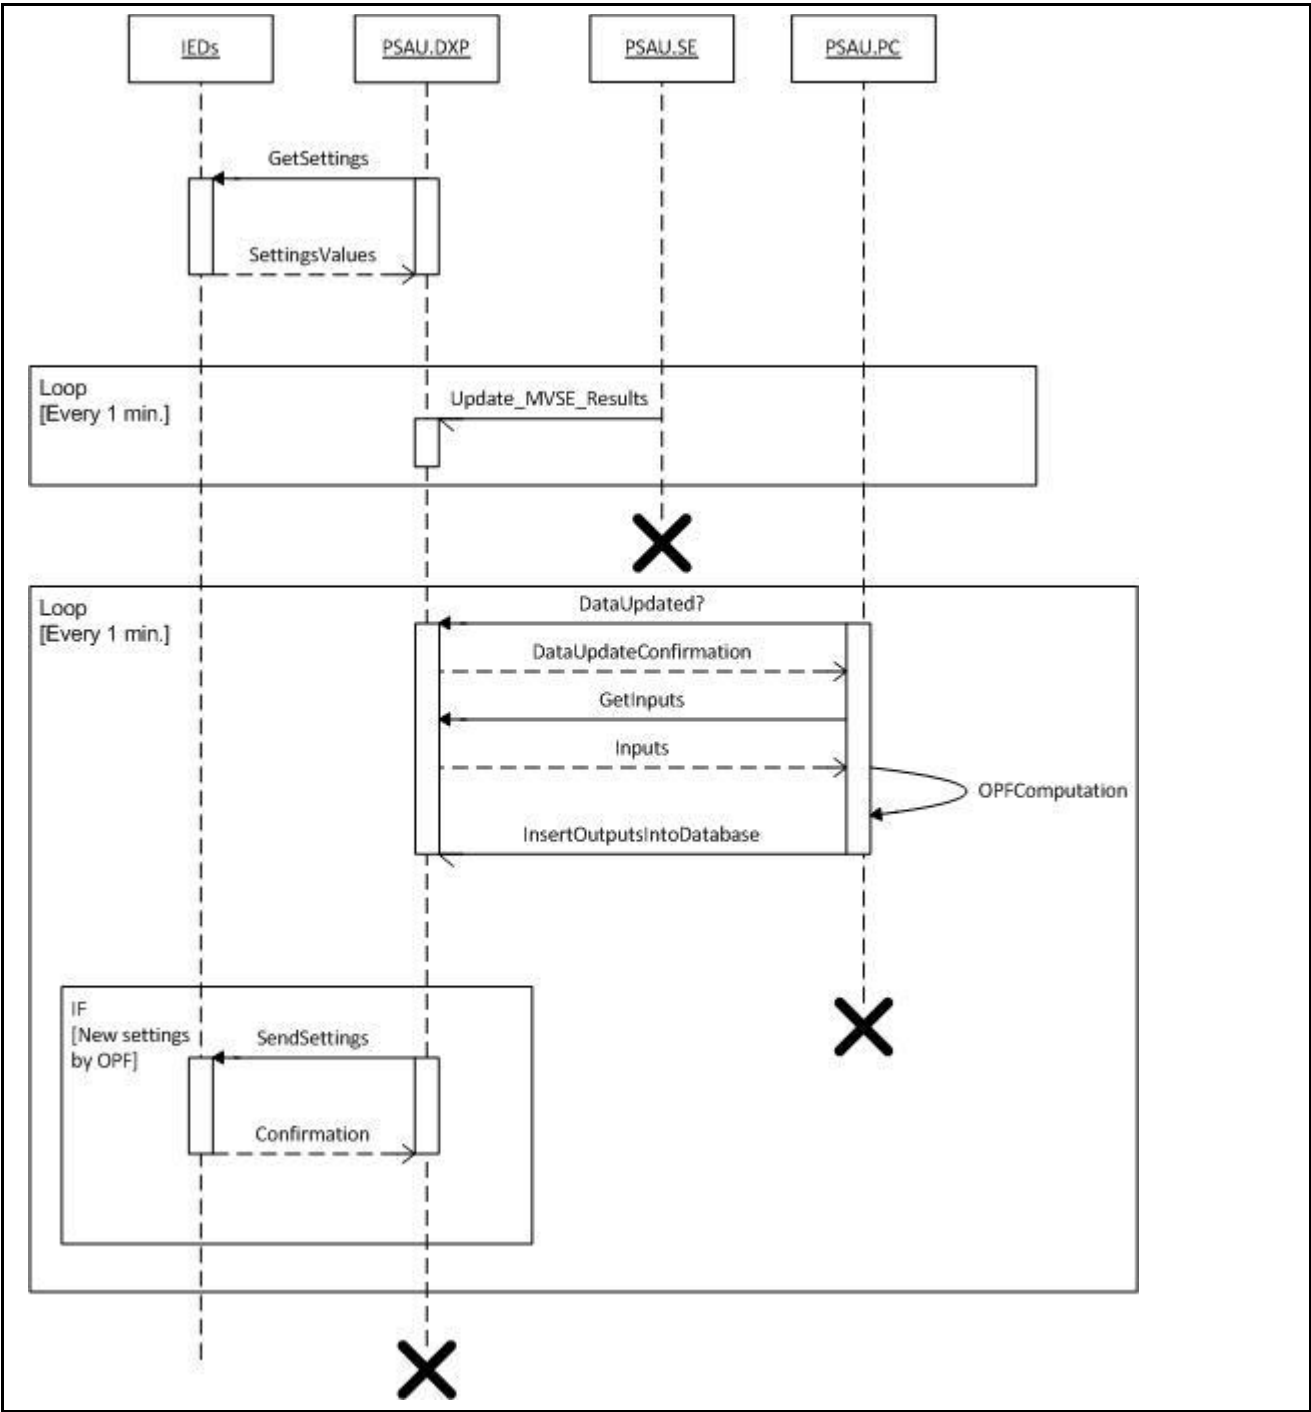 IEDs
PSAU.DXP
PSAU.SE
PSAU.PC
GetSettings
SettingsValues
Loop
[Every 1 min.]
Update_MVSE_Results
Loop
[Every 1 min.]
DataUpdated?
DataUpdateConfirmation
GetInputs
Inputs
OPFComputation
InsertOutputsIntoDatabase
IF
[New settings
by OPF]
SendSettings
Confirmation